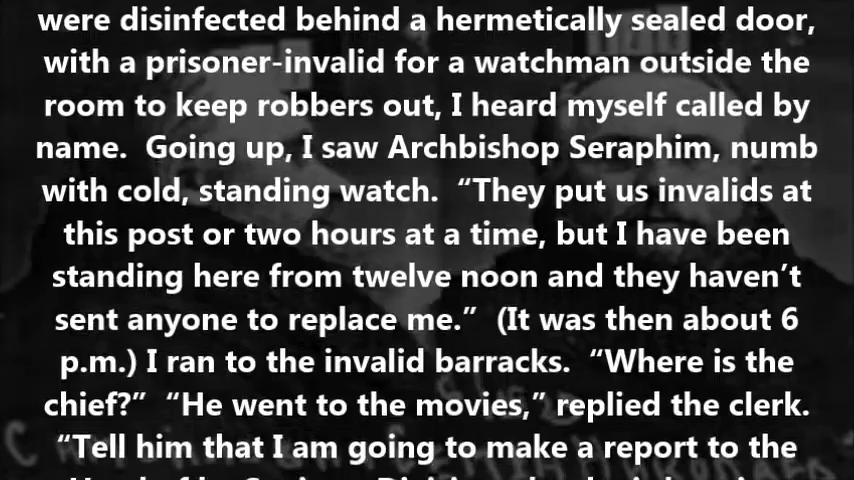 were disinfected behind a hermetically sealed door,
with a prisoner-invalid for a watchman outside the
room to keep robbers out, I heard myself called by
name.  Going up, I saw Archbishop Seraphim, numb
with cold, standing watch.  “They put us invalids at
this post or two hours at a time, but I have been
standing here from twelve noon and they haven’t
sent anyone to replace me.”  (It was then about 6
p.m.) I ran to the invalid barracks.  “Where is the
chief?”  “He went to the movies,” replied the clerk.
“Tell him that I am going to make a report to the